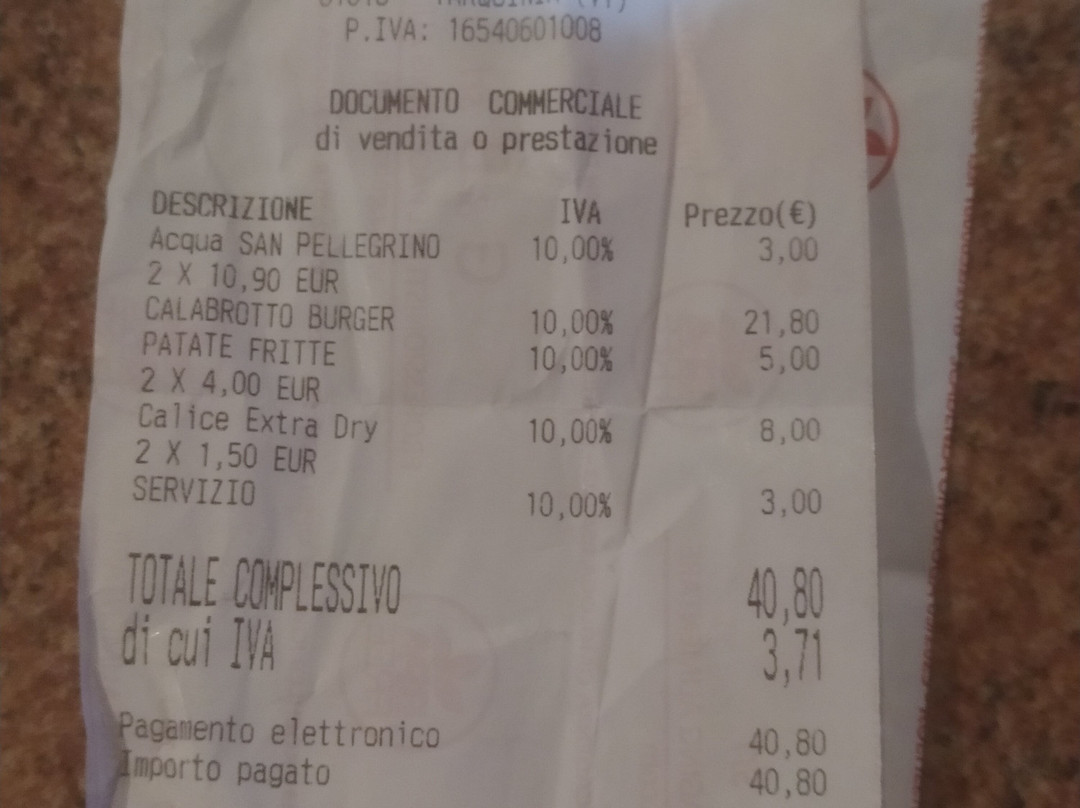 P.IVA: 16540601008
DOCUMENTO COMMERCIALE
di vendita o prestazione
DESCRIZIONE IVA Prezzo(€)
Acqua SAN PELLEGRINO 10,00% 3,00
2 X 10,90 EUR
CALABROTTO BURGER 10,00% 21,80
PATATE FRITTE 10,00% 5,00
2 X 4,00 EUR
Calice Extra Dry 10,00% 8,00
2 X 1,50 EUR
SERVIZIO 10,00% 3,00
TOTALE COMPLESSIVO 40,80
di cui IVA 3,71
Pagamento elettronico 40,80
Importo pagato 40,80